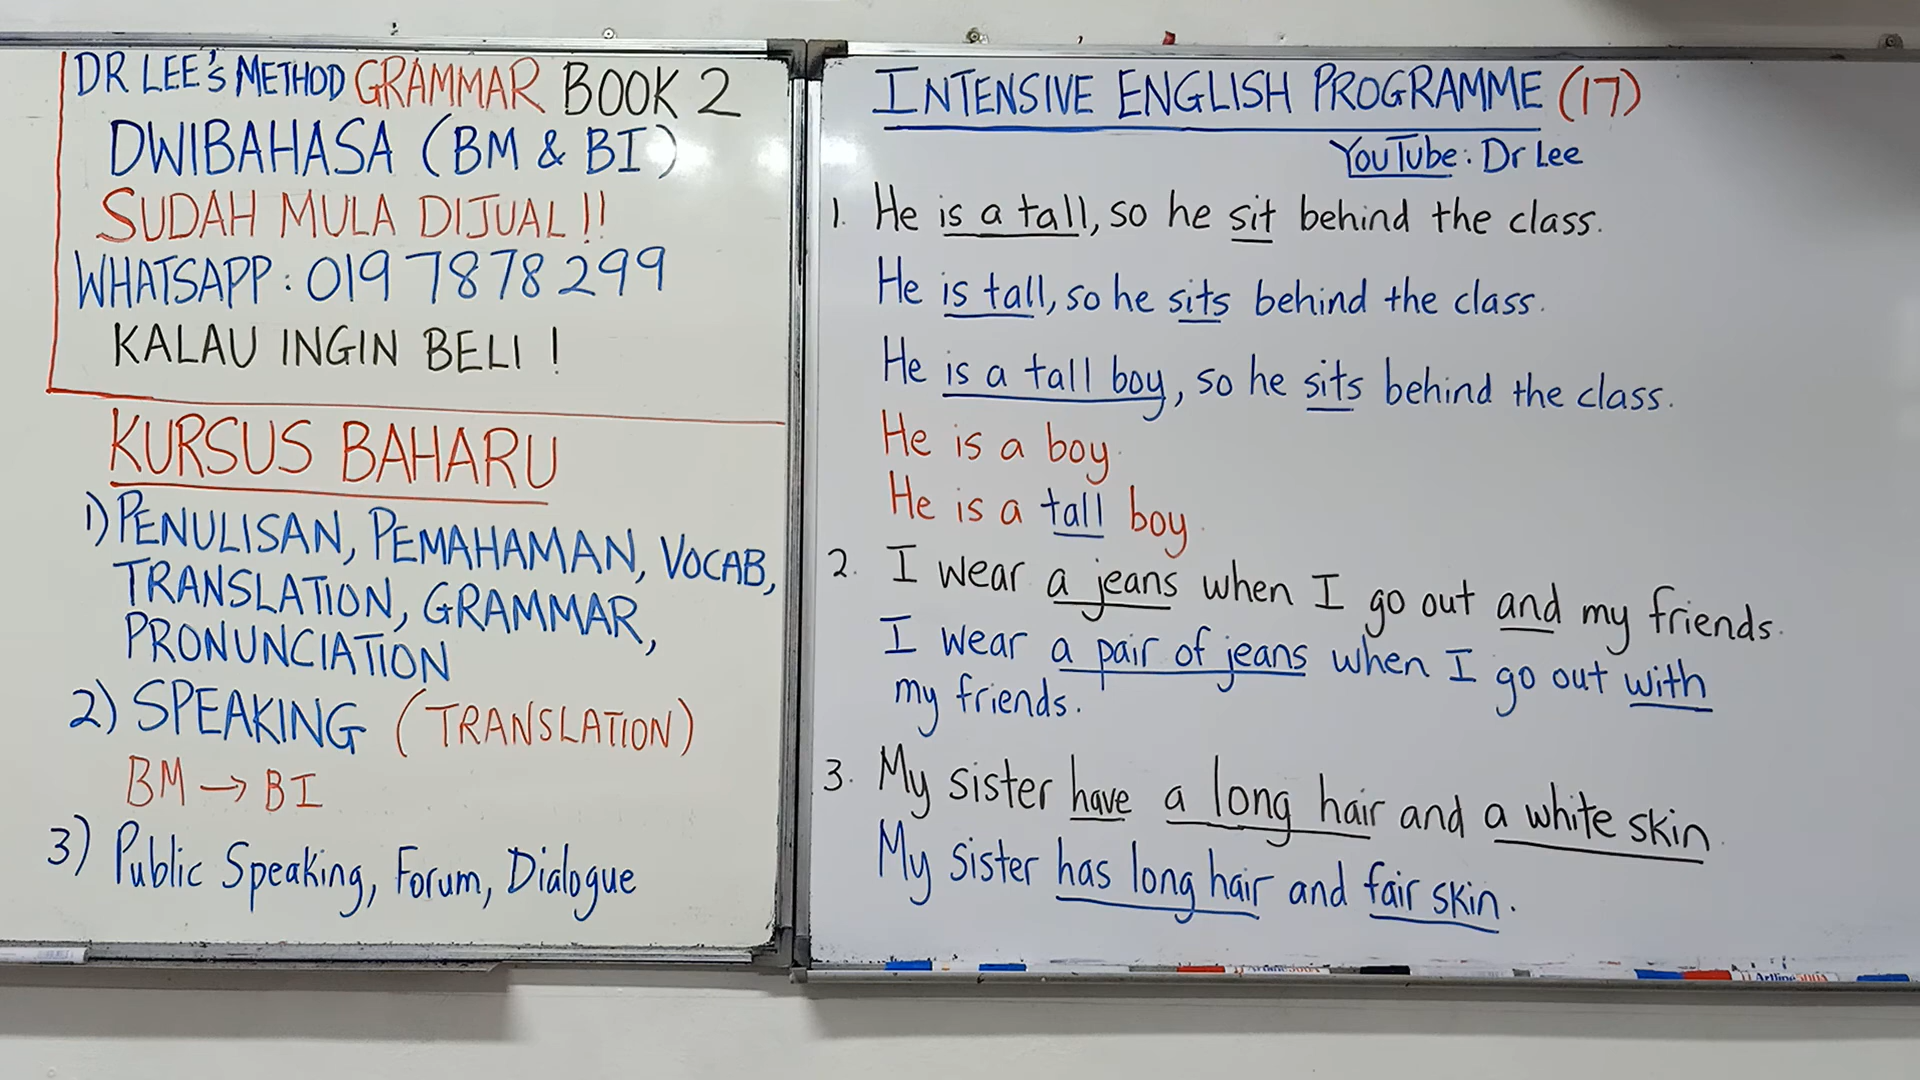 DR LEE'S METHOD GRAMMAR BOOK 2
DWIBAHASA (BM & BI)
SUDAH MULA DIJUAL!!
WHATSAPP: 019 7878299
KALAU INGIN BELI!
KURSUS BAHARU
1) PENULISAN, PEMAHAMAN, VOCAB,
TRANSLATION, GRAMMAR,
PRONUNCIATION
2) SPEAKING (TRANSLATION)
BM → BI
3) Public Speaking, Forum, Dialogue
INTENSIVE ENGLISH PROGRAMME (17)
YouTube: Dr Lee
1. He is a tall, so he sit behind the class.
He is tall, so he sits behind the class.
He is a tall boy, so he sits behind the class.
He is a boy.
He is a tall boy.
2. I wear a jeans when I go out and my friends.
I wear a pair of jeans when I go out with
my friends.
3. My sister have a long hair and a white skin.
My sister has long hair and fair skin.